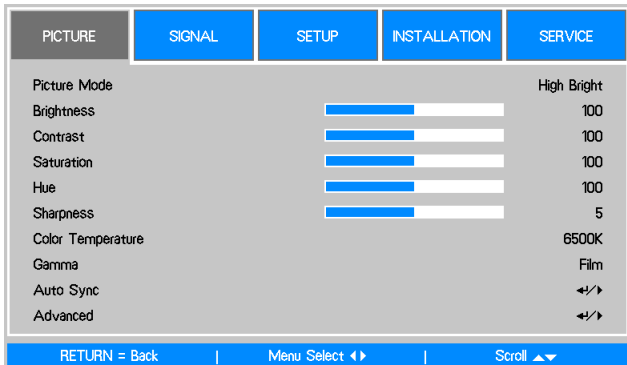 PICTURE SIGNAL SETUP INSTALLATION SERVICE
Picture Mode High Bright
Brightness 100
Contrast 100
Saturation 100
Hue 100
Sharpness 5
Color Temperature 6500K
Gamma Film
Auto Sync ↵/▸
Advanced ↵/▸
RETURN = Back | Menu Select ◂▸ | Scroll ▴▾